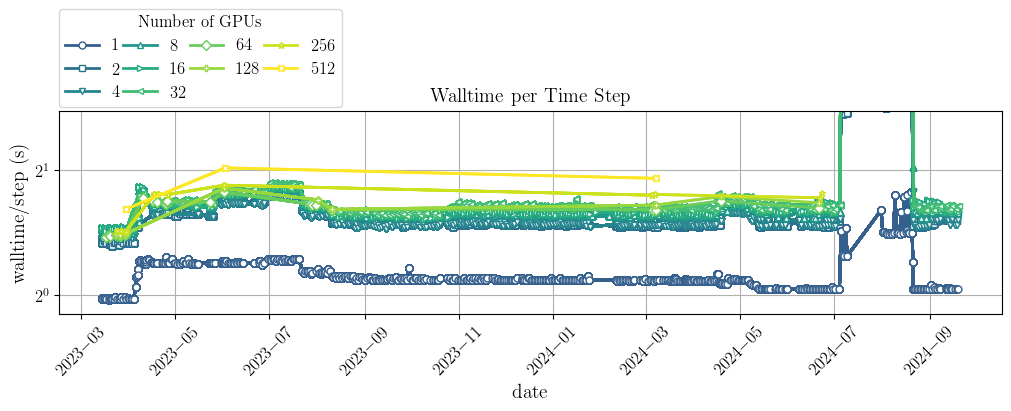 Number of GPUs
1 8 64 256
2 16 128 512
4 32
Walltime per Time Step
walltime/step (s)
2^1
2^0
2023-03 2023-05 2023-07 2023-09 2023-11 2024-01 2024-03 2024-05 2024-07 2024-09
date